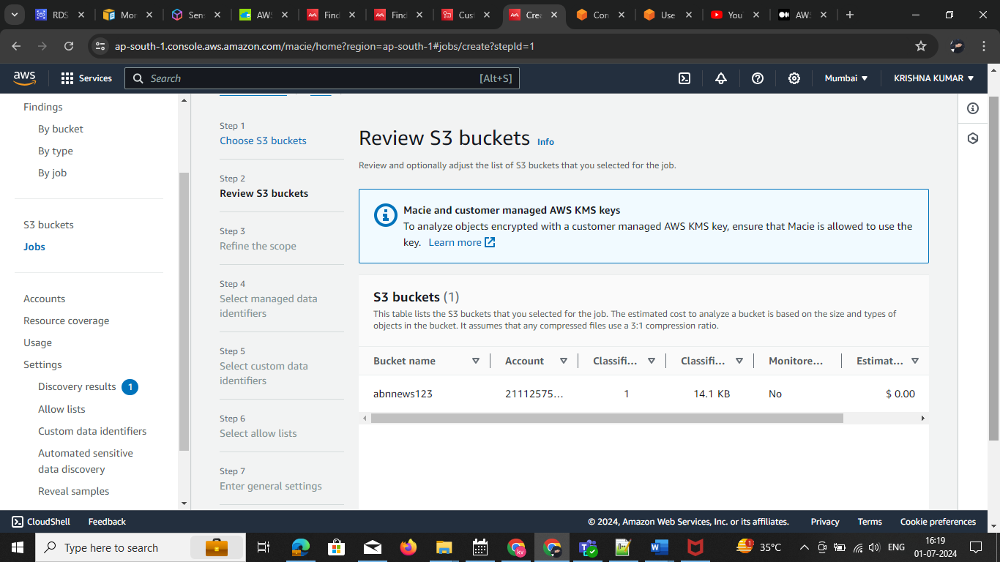 RDS
Mor
Sens
AWS
Find
Find
Cus
Crea
Con
Use
You
AWS
ap-south-1.console.aws.amazon.com/macie/home?region=ap-south-1#jobs/create?stepId=1
aws
Services
Search
[Alt+S]
Mumbai
KRISHNA KUMAR
Findings
By bucket
By type
By job
S3 buckets
Jobs
Accounts
Resource coverage
Usage
Settings
Discovery results 1
Allow lists
Custom data identifiers
Automated sensitive
data discovery
Reveal samples
Step 1
Choose S3 buckets
Step 2
Review S3 buckets
Step 3
Refine the scope
Step 4
Select managed data
identifiers
Step 5
Select custom data
identifiers
Step 6
Select allow lists
Step 7
Enter general settings
Review S3 buckets Info
Review and optionally adjust the list of S3 buckets that you selected for the job.
Macie and customer managed AWS KMS keys
To analyze objects encrypted with a customer managed AWS KMS key, ensure that Macie is allowed to use the
key. Learn more
S3 buckets (1)
This table lists the S3 buckets that you selected for the job. The estimated cost to analyze a bucket is based on the size and types of
objects in the bucket. It assumes that any compressed files use a 3:1 compression ratio.
Bucket name Account Classifi... Classifi... Monitore... Estimat...
abnnews123 21112575... 1 14.1 KB No $ 0.00
CloudShell Feedback © 2024, Amazon Web Services, Inc. or its affiliates. Privacy Terms Cookie preferences
Type here to search
1
35°C
ENG
16:19
01-07-2024